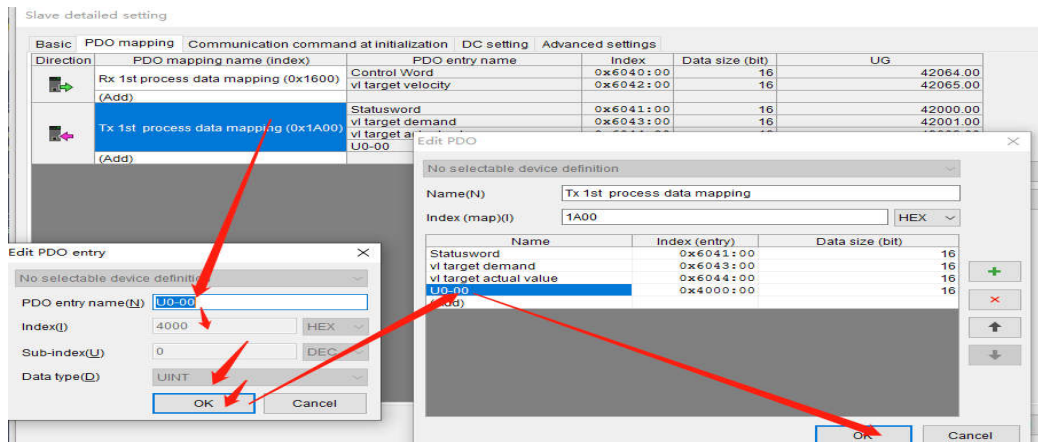 Slave detailed setting
Basic PDO mapping Communication command at initialization DC setting Advanced settings
Direction PDO mapping name (index) PDO entry name Index Data size (bit) UG
Rx 1st process data mapping (0x1600) Control Word 0x6040:00 16 42064.00
vl target velocity 0x6042:00 16 42065.00
(Add)
Tx 1st process data mapping (0x1A00) Statusword 0x6041:00 16 42000.00
vl target demand 0x6043:00 16 42001.00
vl target
U0-00
(Add)
Edit PDO
No selectable device definition
Name(N) Tx 1st process data mapping
Index (map)(I) 1A00 HEX
Name Index (entry) Data size (bit)
Statusword 0x6041:00 16
vl target demand 0x6043:00 16
vl target actual value 0x6044:00 16
U0-00 0x4000:00 16
(Add)
OK Cancel
Edit PDO entry
No selectable device definition
PDO entry name(N) U0-00
Index(I) 4000 HEX
Sub-index(U) 0 DEC
Data type(D) UINT
OK Cancel